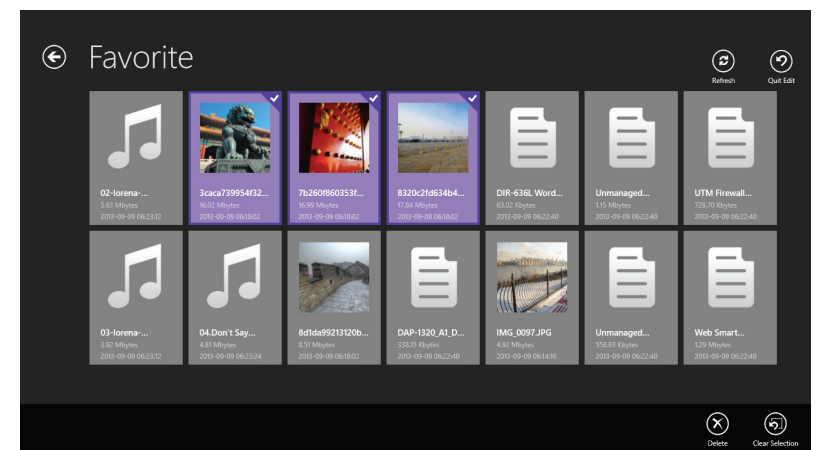 Favorite
Refresh
Quit Edit
02-lorena-...
5.63 Mbytes
2013-09-09 06:23:12
3caca739954f32...
16.02 Mbytes
2013-09-09 06:18:02
7b260f860353f...
16.99 Mbytes
2013-09-09 06:18:02
8320c2fd634b4...
17.84 Mbytes
2013-09-09 06:18:02
DIR-636L Word...
63.02 Kbytes
2013-09-09 06:22:40
Unmanaged...
1.15 Mbytes
2013-09-09 06:22:40
UTM Firewall...
728.70 Kbytes
2013-09-09 06:22:40
03-lorena-...
3.92 Mbytes
2013-09-09 06:23:12
04.Don't Say...
4.81 Mbytes
2013-09-09 06:23:24
8d1da99213120b...
8.51 Mbytes
2013-09-09 06:18:02
DAP-1320_A1_D...
338.15 Kbytes
2013-09-09 06:22:40
IMG_0097.JPG
4.92 Mbytes
2013-09-09 06:14:16
Unmanaged...
556.63 Kbytes
2013-09-09 06:22:40
Web Smart...
1.29 Mbytes
2013-09-09 06:22:40
Delete
Clear Selection